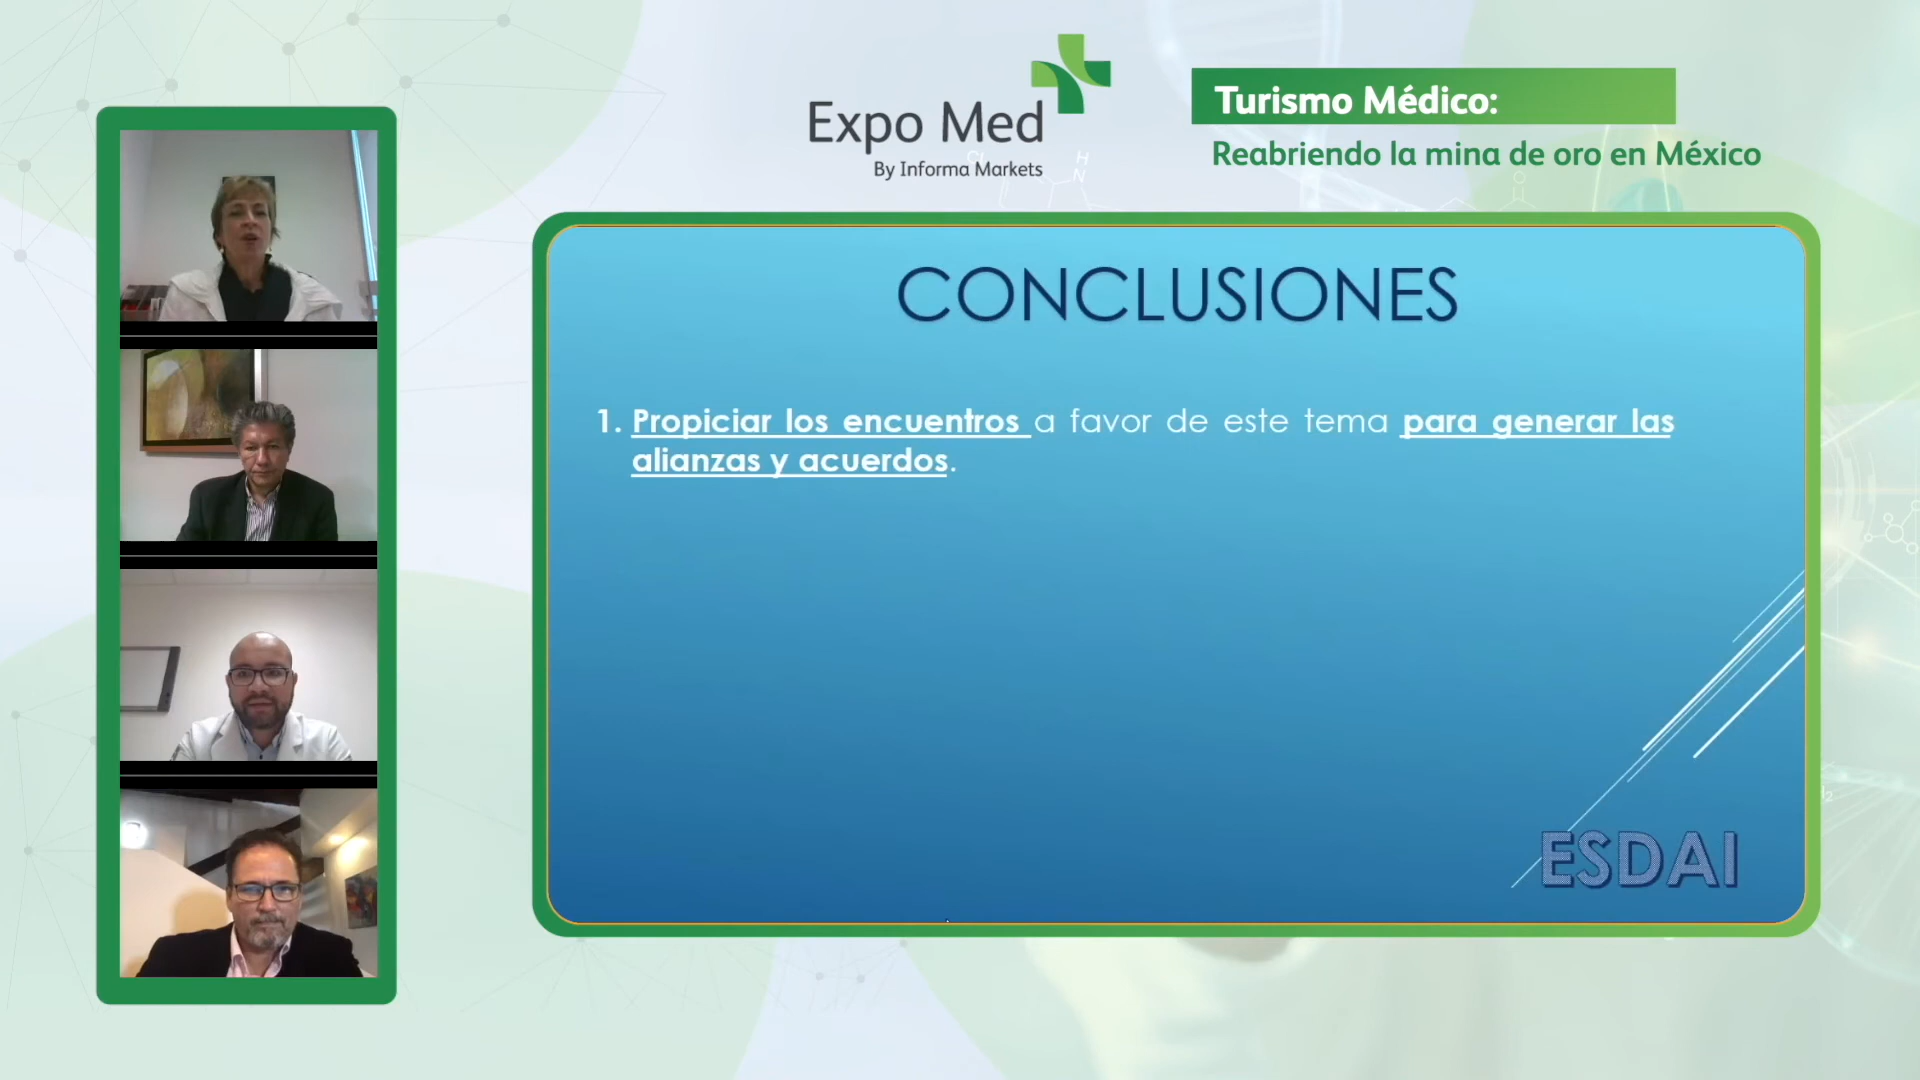 Expo Med
By Informa Markets
Turismo Médico:
Reabriendo la mina de oro en México
CONCLUSIONES
1. Propiciar los encuentros a favor de este tema para generar las
alianzas y acuerdos.
ESDAI